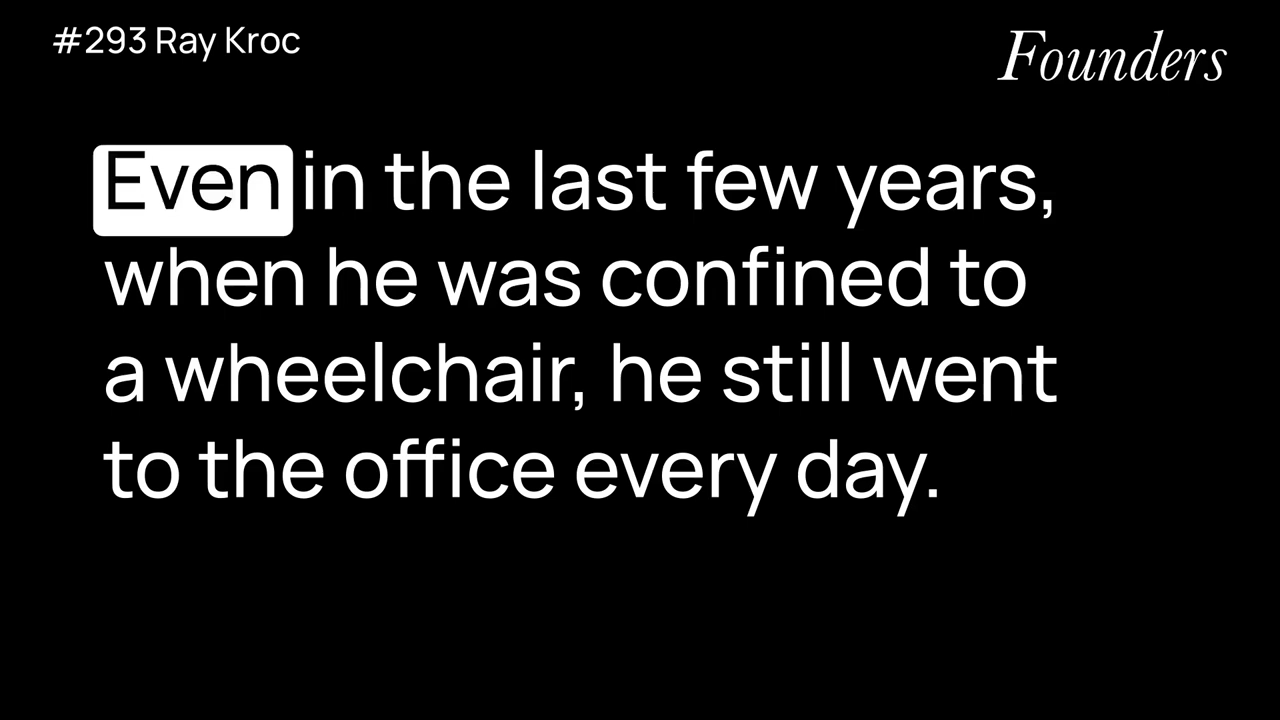 #293 Ray Kroc
Founders
Even in the last few years,
when he was confined to
a wheelchair, he still went
to the office every day.